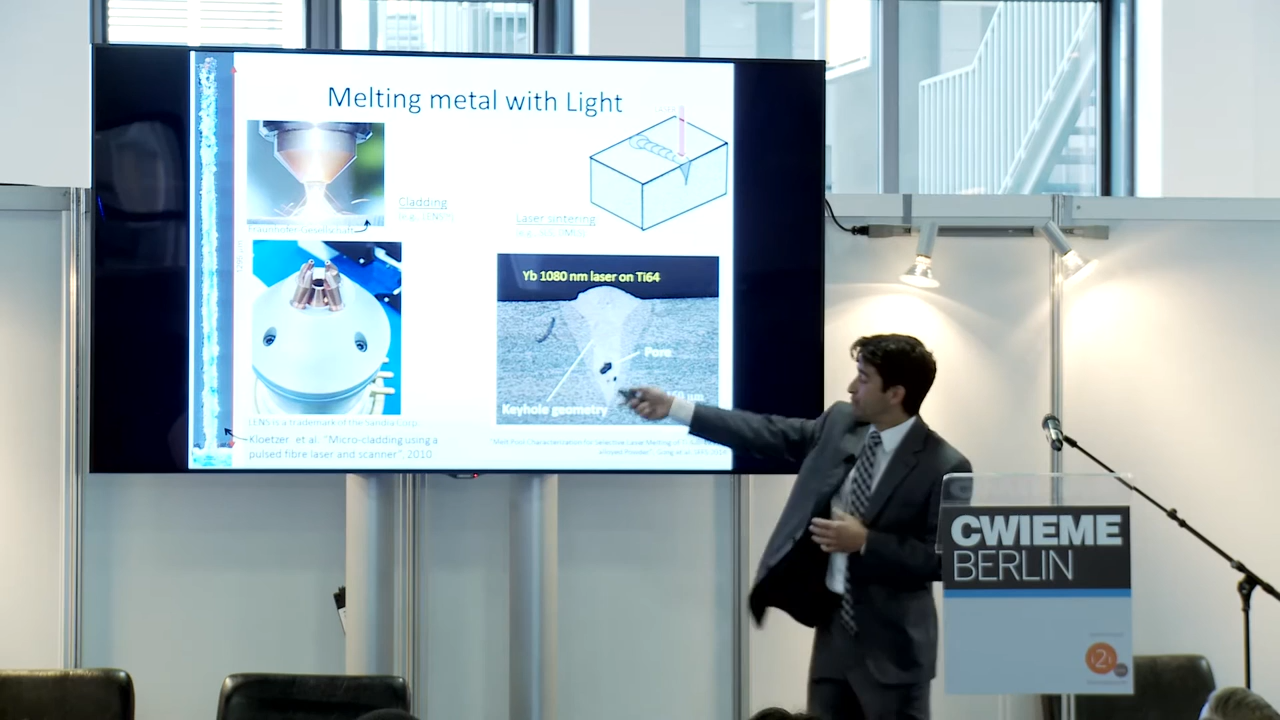 Melting metal with Light
Cladding
(e.g., LENS®)
Fraunhofer Gesellschaft
Laser sintering
Yb 1080 nm laser on Ti64
Pore
Keyhole geometry
LENS is a trademark of the Sandia Corp.
Kloetzer et al. "Micro-cladding using a
pulsed fibre laser and scanner", 2010
CWIEME
BERLIN
i2i